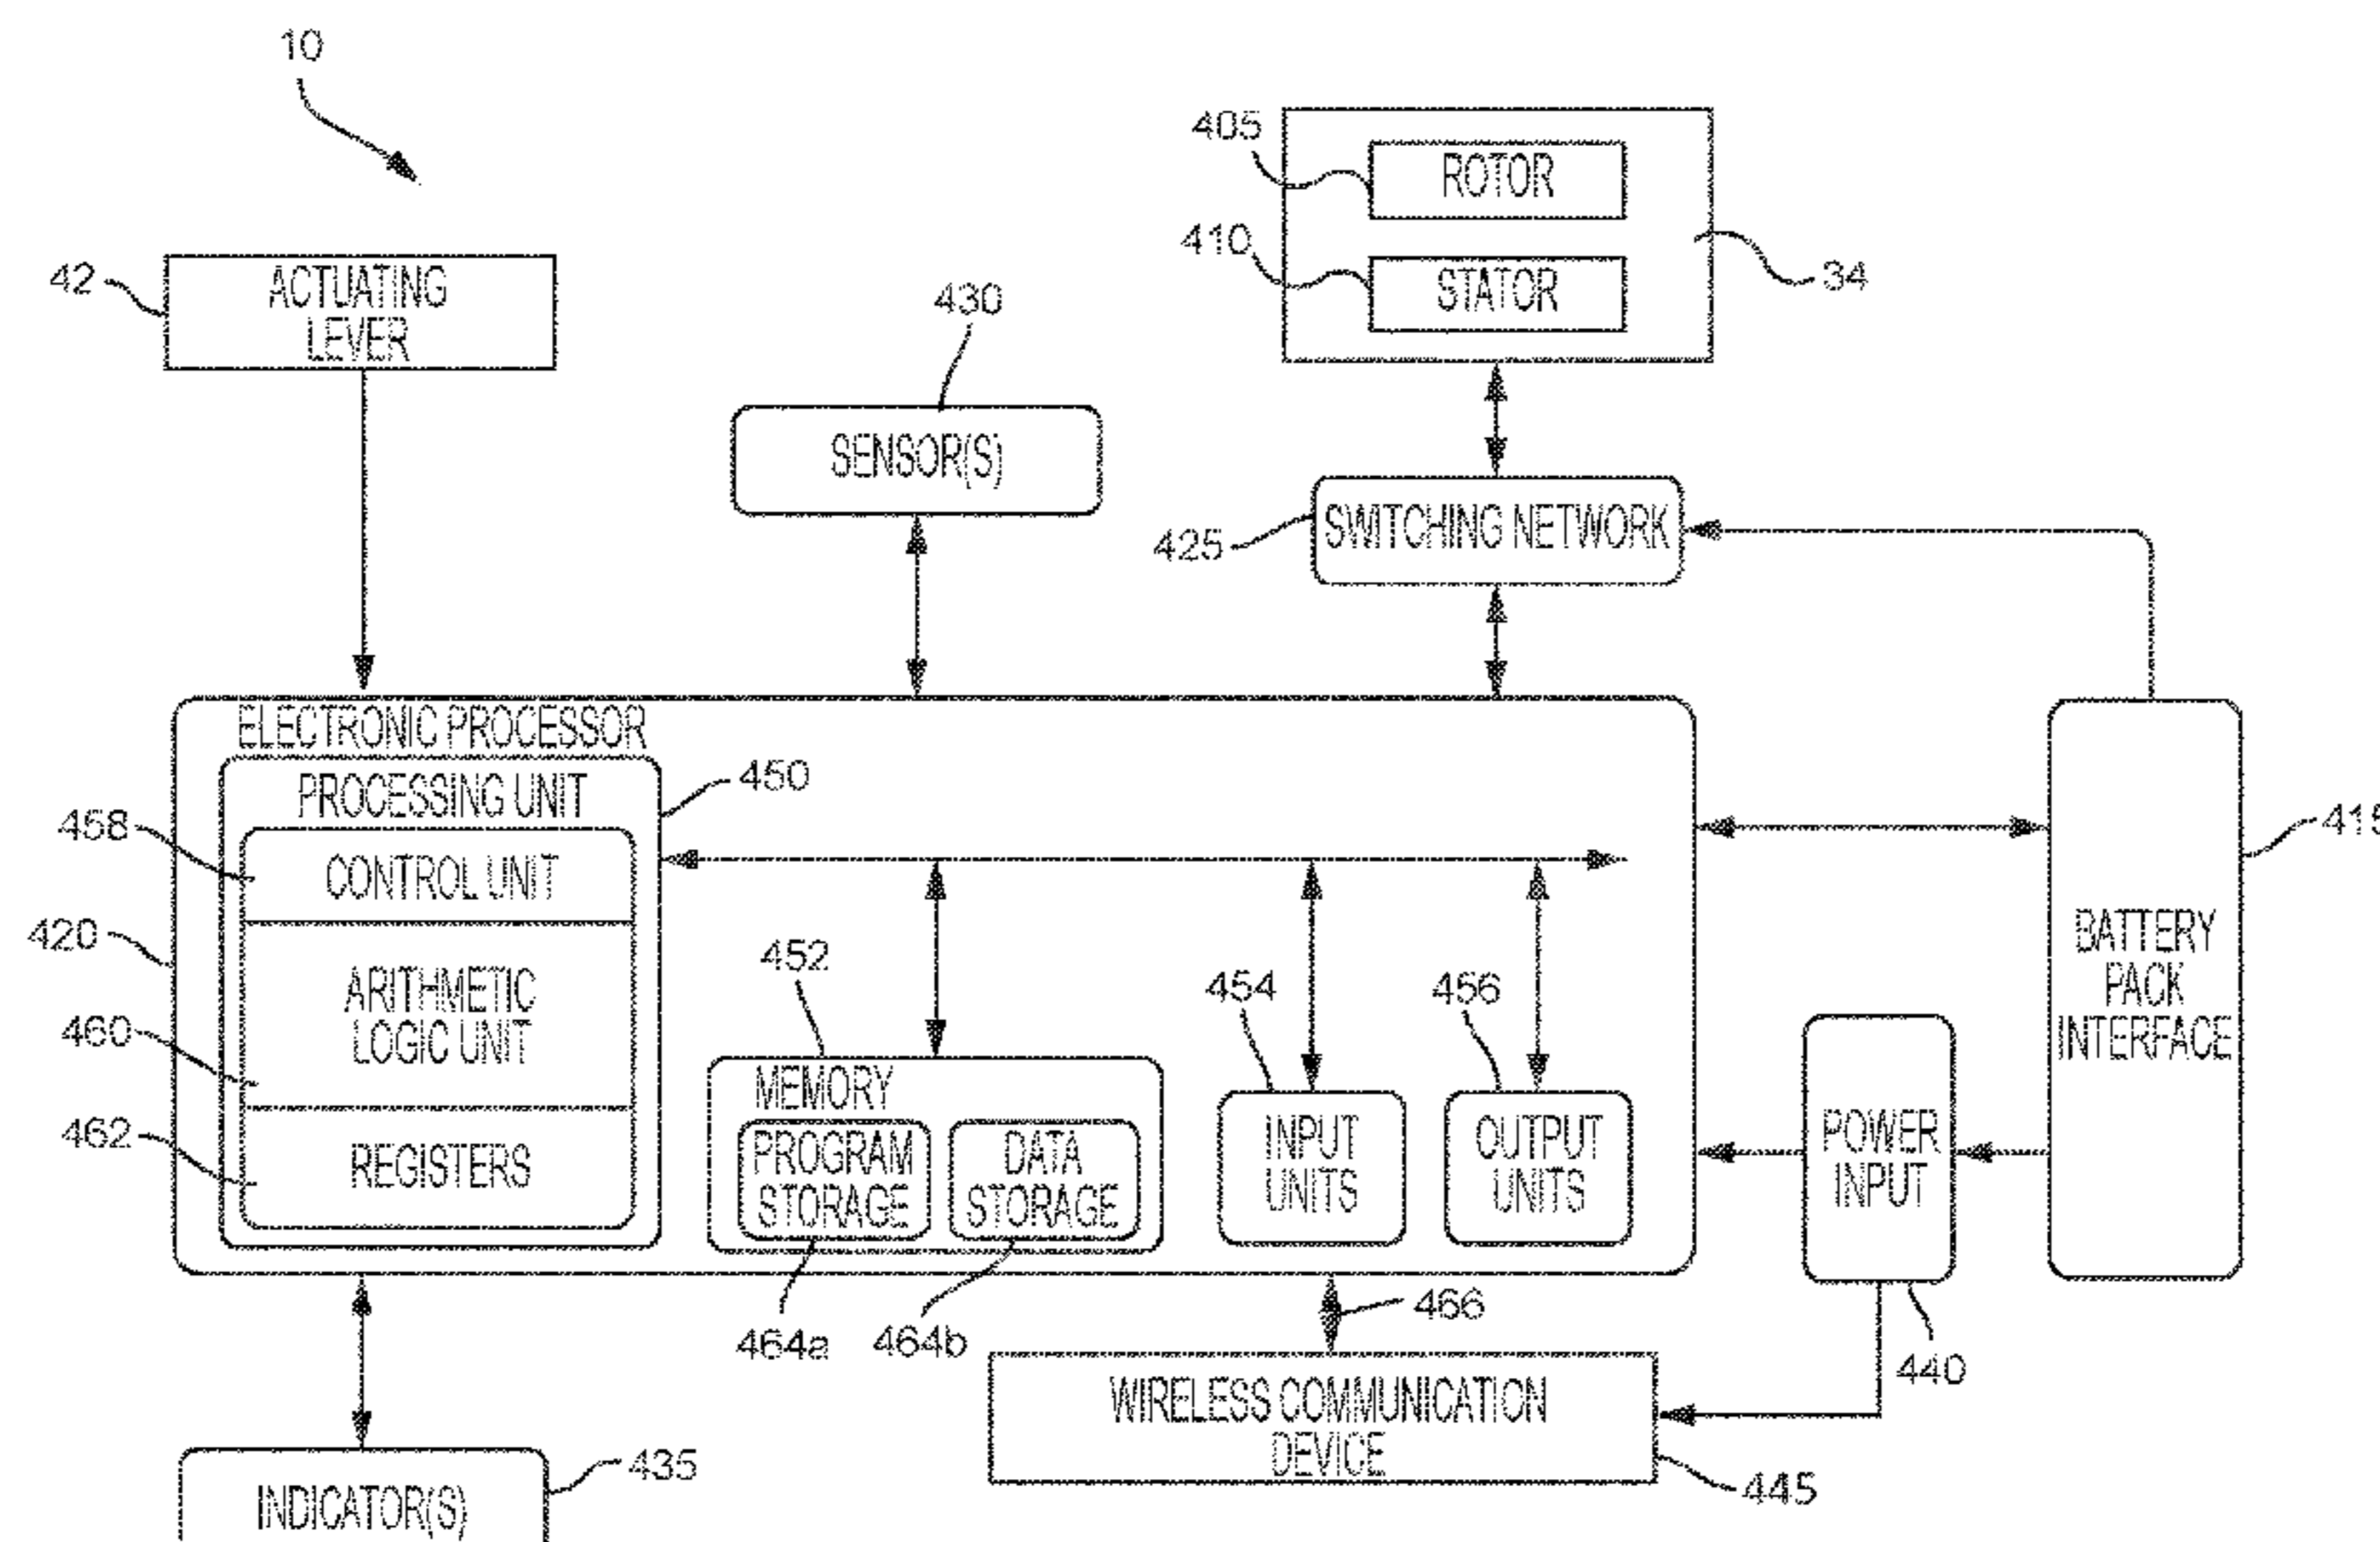 10
405
ROTOR
410
STATOR
34
42
ACTUATING
LEVER
430
SENSOR(S)
425
SWITCHING NETWORK
ELECTRONIC PROCESSOR
PROCESSING UNIT
450
458
CONTROL UNIT
415
420
ARITHMETIC
LOGIC UNIT
460
462
REGISTERS
452
MEMORY
PROGRAM
STORAGE
DATA
STORAGE
464a
464b
454
INPUT
UNITS
456
OUTPUT
UNITS
POWER
INPUT
440
BATTERY
PACK
INTERFACE
466
WIRELESS COMMUNICATION
DEVICE
445
435
INDICATOR(S)